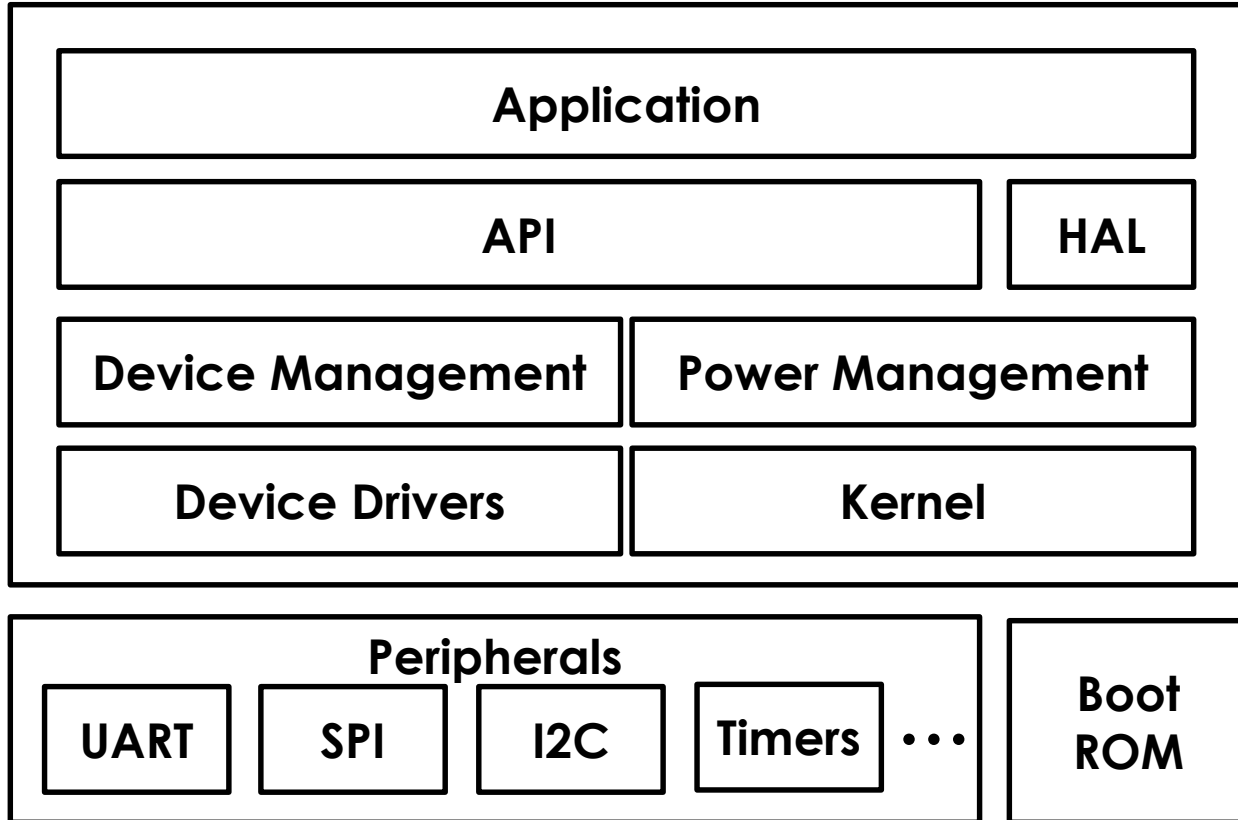 Application
API
HAL
Device Management
Power Management
Device Drivers
Kernel
Peripherals
UART
SPI
I2C
Timers
...
Boot
ROM